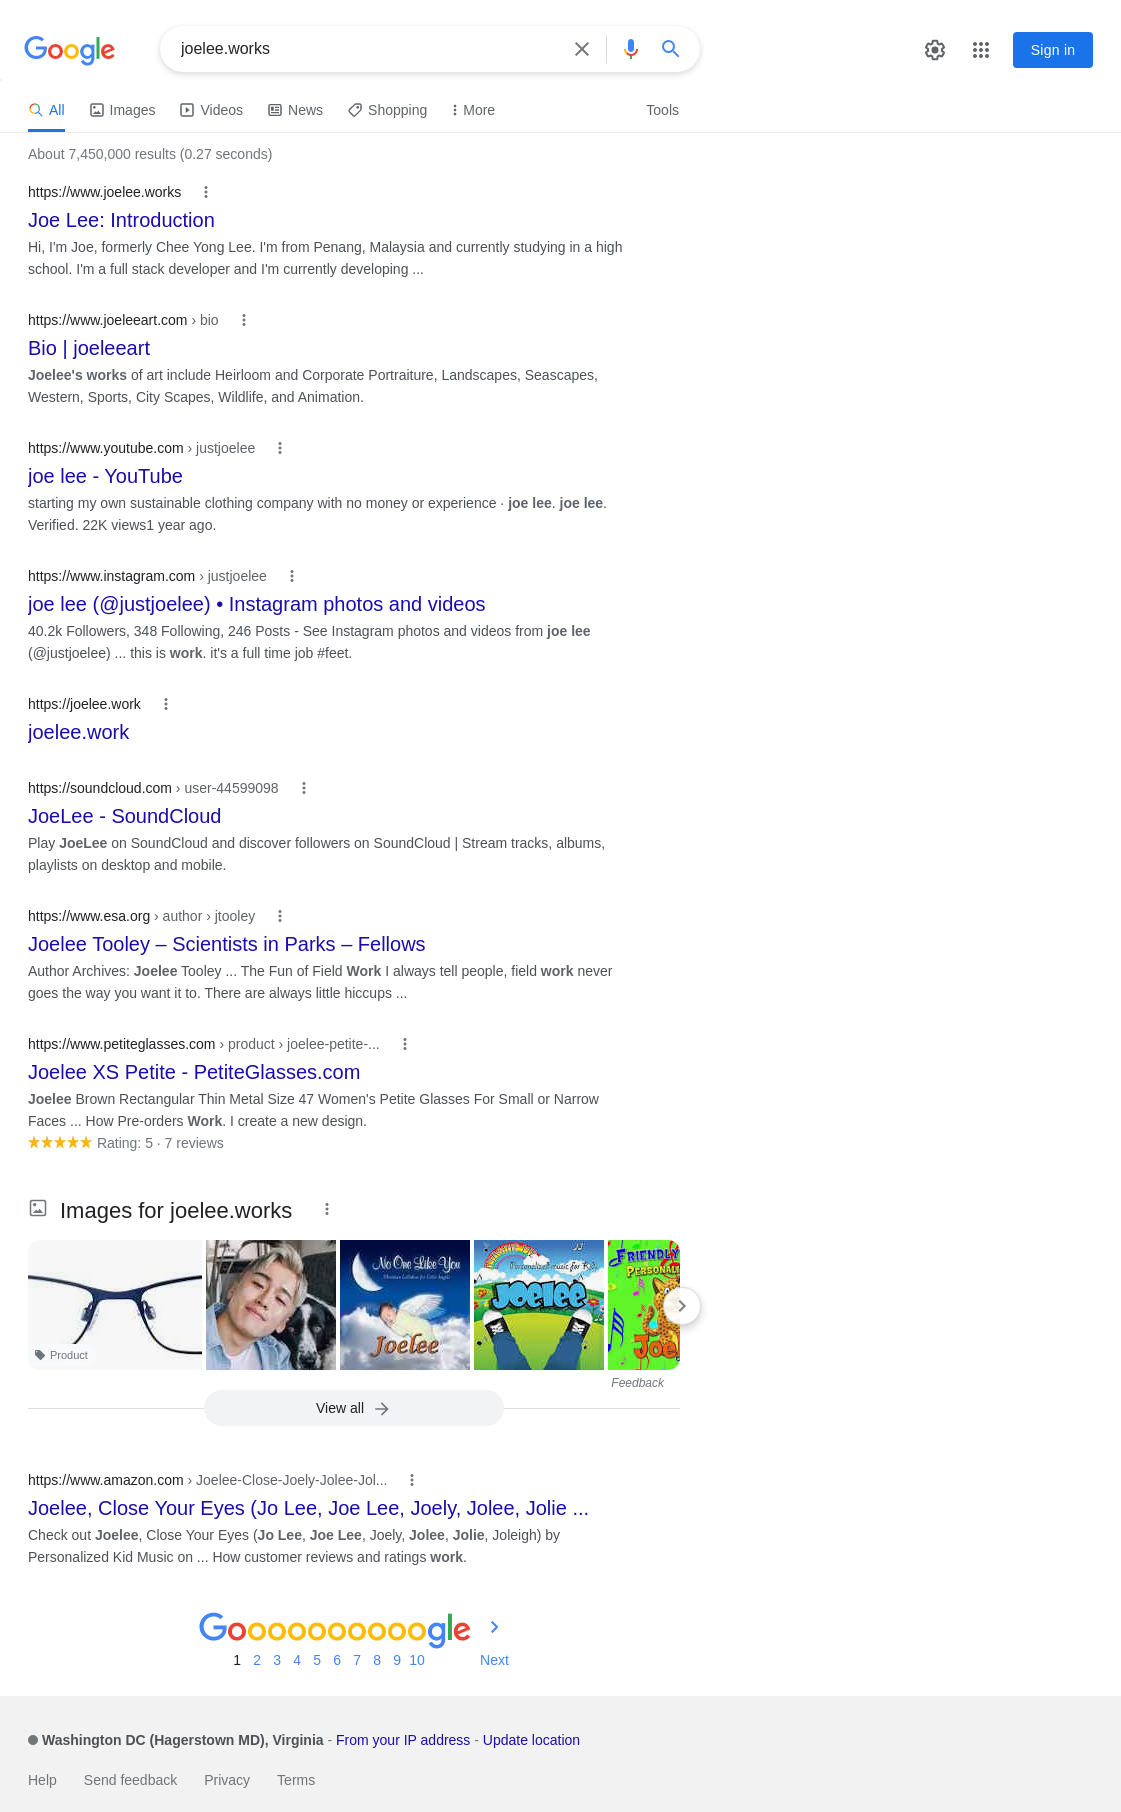 Google
joelee.works
Sign in
All
Images
Videos
News
Shopping
More
Tools
About 7,450,000 results (0.27 seconds)
https://www.joelee.works
Joe Lee: Introduction
Hi, I'm Joe, formerly Chee Yong Lee. I'm from Penang, Malaysia and currently studying in a high
school. I'm a full stack developer and I'm currently developing ...
https://www.joeleeart.com › bio
Bio | joeleeart
Joelee's works of art include Heirloom and Corporate Portraiture, Landscapes, Seascapes,
Western, Sports, City Scapes, Wildlife, and Animation.
https://www.youtube.com › justjoelee
joe lee - YouTube
starting my own sustainable clothing company with no money or experience · joe lee. joe lee.
Verified. 22K views1 year ago.
https://www.instagram.com › justjoelee
joe lee (@justjoelee) • Instagram photos and videos
40.2k Followers, 348 Following, 246 Posts - See Instagram photos and videos from joe lee
(@justjoelee) ... this is work. it's a full time job #feet.
https://joelee.work
joelee.work
https://soundcloud.com › user-44599098
JoeLee - SoundCloud
Play JoeLee on SoundCloud and discover followers on SoundCloud | Stream tracks, albums,
playlists on desktop and mobile.
https://www.esa.org › author › jtooley
Joelee Tooley – Scientists in Parks – Fellows
Author Archives: Joelee Tooley ... The Fun of Field Work I always tell people, field work never
goes the way you want it to. There are always little hiccups ...
https://www.petiteglasses.com › product › joelee-petite-...
Joelee XS Petite - PetiteGlasses.com
Joelee Brown Rectangular Thin Metal Size 47 Women's Petite Glasses For Small or Narrow
Faces ... How Pre-orders Work. I create a new design.
Rating: 5 · 7 reviews
Images for joelee.works
Product
No One Like You
Christian Lullabies for Little Angels
Joelee
Personalized music for Kids
Joelee
FRIENDLY
PERSONALI
Joe
Feedback
View all
https://www.amazon.com › Joelee-Close-Joely-Jolee-Jol...
Joelee, Close Your Eyes (Jo Lee, Joe Lee, Joely, Jolee, Jolie ...
Check out Joelee, Close Your Eyes (Jo Lee, Joe Lee, Joely, Jolee, Jolie, Joleigh) by
Personalized Kid Music on ... How customer reviews and ratings work.
Goooooooooogle
1 2 3 4 5 6 7 8 9 10 Next
Washington DC (Hagerstown MD), Virginia - From your IP address - Update location
Help Send feedback Privacy Terms